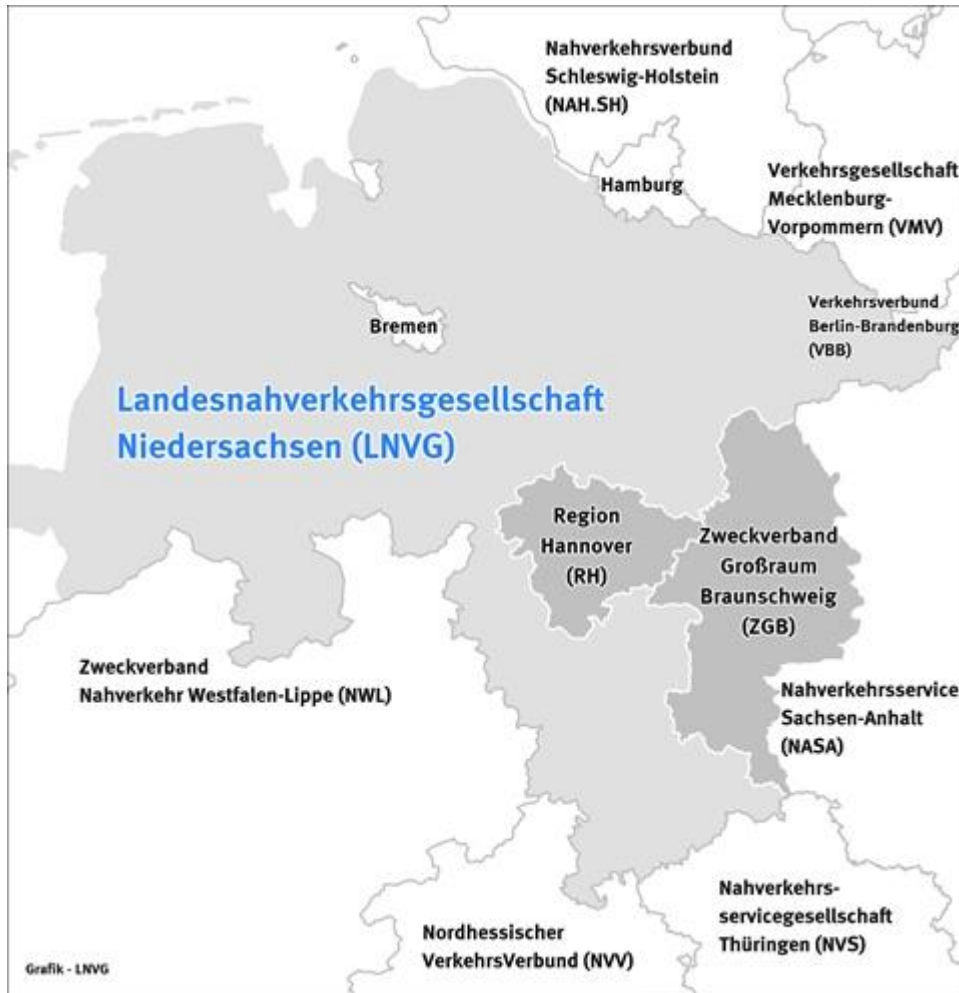 Nahverkehrsverbund
Schleswig-Holstein
(NAH.SH)
Hamburg
Verkehrsgesellschaft
Mecklenburg-
Vorpommern (VMV)
Bremen
Verkehrsverbund
Berlin-Brandenburg
(VBB)
Landesnahverkehrsgesellschaft
Niedersachsen (LNVG)
Region
Hannover
(RH)
Zweckverband
Großraum
Braunschweig
(ZGB)
Zweckverband
Nahverkehr Westfalen-Lippe (NWL)
Nahverkehrsservice
Sachsen-Anhalt
(NASA)
Nordhessischer
VerkehrsVerbund (NVV)
Nahverkehrs-
servicegesellschaft
Thüringen (NVS)
Grafik - LNVG